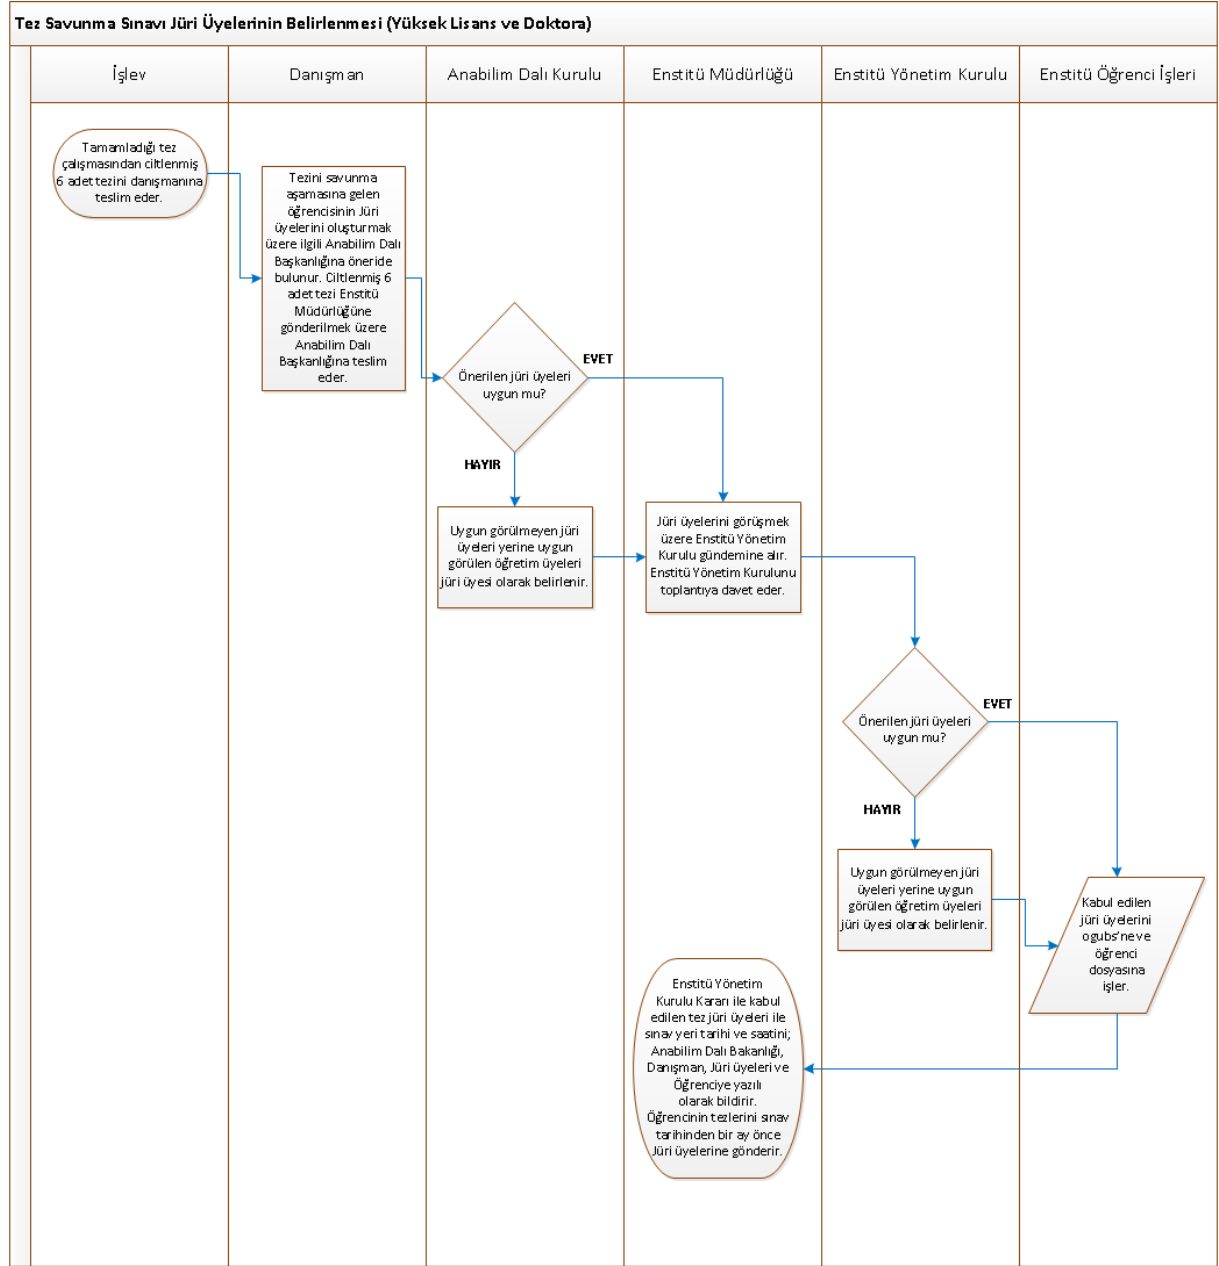 Tez Savunma Sınavı Jüri Üyelerinin Belirlenmesi (Yüksek Lisans ve Doktora)
İşlev
Danışman
Anabilim Dalı Kurulu
Enstitü Müdürlüğü
Enstitü Yönetim Kurulu
Enstitü Öğrenci İşleri
Tamamladığı tez
çalışmasından ciltlenmiş
6 adet tezini danışmanına
teslim eder.
Tezini savunma
aşamasına gelen
öğrencisinin Jüri
üyelerini oluşturmak
üzere ilgili Anabilim Dalı
Başkanlığına öneride
bulunur. Ciltlenmiş 6
adet tezi Enstitü
Müdürlüğüne
gönderilmek üzere
Anabilim Dalı
Başkanlığına teslim
eder.
Önerilen jüri üyeleri
uygun mu?
EVET
HAYIR
Uygun görülmeyen jüri
üyeleri yerine uygun
görülen öğretim üyeleri
jüri üyesi olarak belirlenir.
Jüri üyelerini görüşmek
üzere Enstitü Yönetim
Kurulu gündemine alır.
Enstitü Yönetim Kurulunu
toplantıya davet eder.
Önerilen jüri üyeleri
uygun mu?
EVET
HAYIR
Uygun görülmeyen jüri
üyeleri yerine uygun
görülen öğretim üyeleri
jüri üyesi olarak belirlenir.
Kabul edilen
jüri üyelerini
ogubs'ne ve
öğrenci
dosyasına
işler.
Enstitü Yönetim
Kurulu Kararı ile kabul
edilen tez jüri üyeleri ile
sınav yeri tarihi ve saatini;
Anabilim Dalı Bakanlığı,
Danışman, Jüri üyeleri ve
Öğrenciye yazılı
olarak bildirir.
Öğrencinin tezlerini sınav
tarihinden bir ay önce
Jüri üyelerine gönderir.